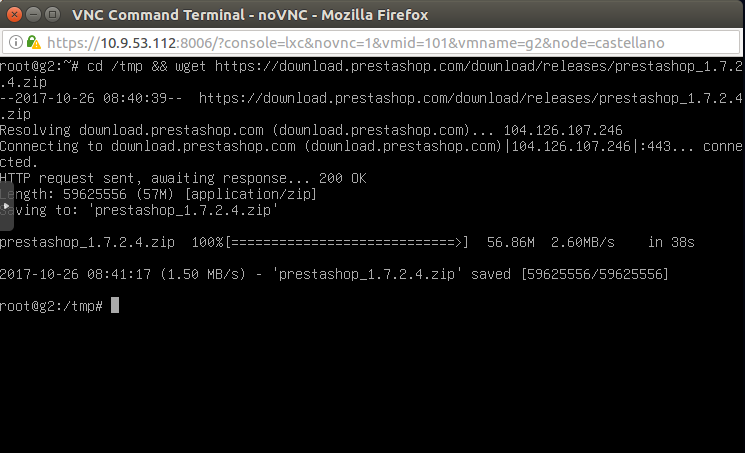 VNC Command Terminal - noVNC - Mozilla Firefox
https://10.9.53.112:8006/?console=lxc&novnc=1&vmid=101&vmname=g2&node=castellano
root@g2:~# cd /tmp && wget https://download.prestashop.com/download/releases/prestashop_1.7.2
.4.zip
--2017-10-26 08:40:39--  https://download.prestashop.com/download/releases/prestashop_1.7.2.4
.zip
Resolving download.prestashop.com (download.prestashop.com)... 104.126.107.246
Connecting to download.prestashop.com (download.prestashop.com)|104.126.107.246|:443... conne
cted.
HTTP request sent, awaiting response... 200 OK
Length: 59625556 (57M) [application/zip]
Saving to: 'prestashop_1.7.2.4.zip'
prestashop_1.7.2.4.zip  100%[============================>]  56.86M  2.60MB/s    in 38s
2017-10-26 08:41:17 (1.50 MB/s) - 'prestashop_1.7.2.4.zip' saved [59625556/59625556]
root@g2:/tmp#